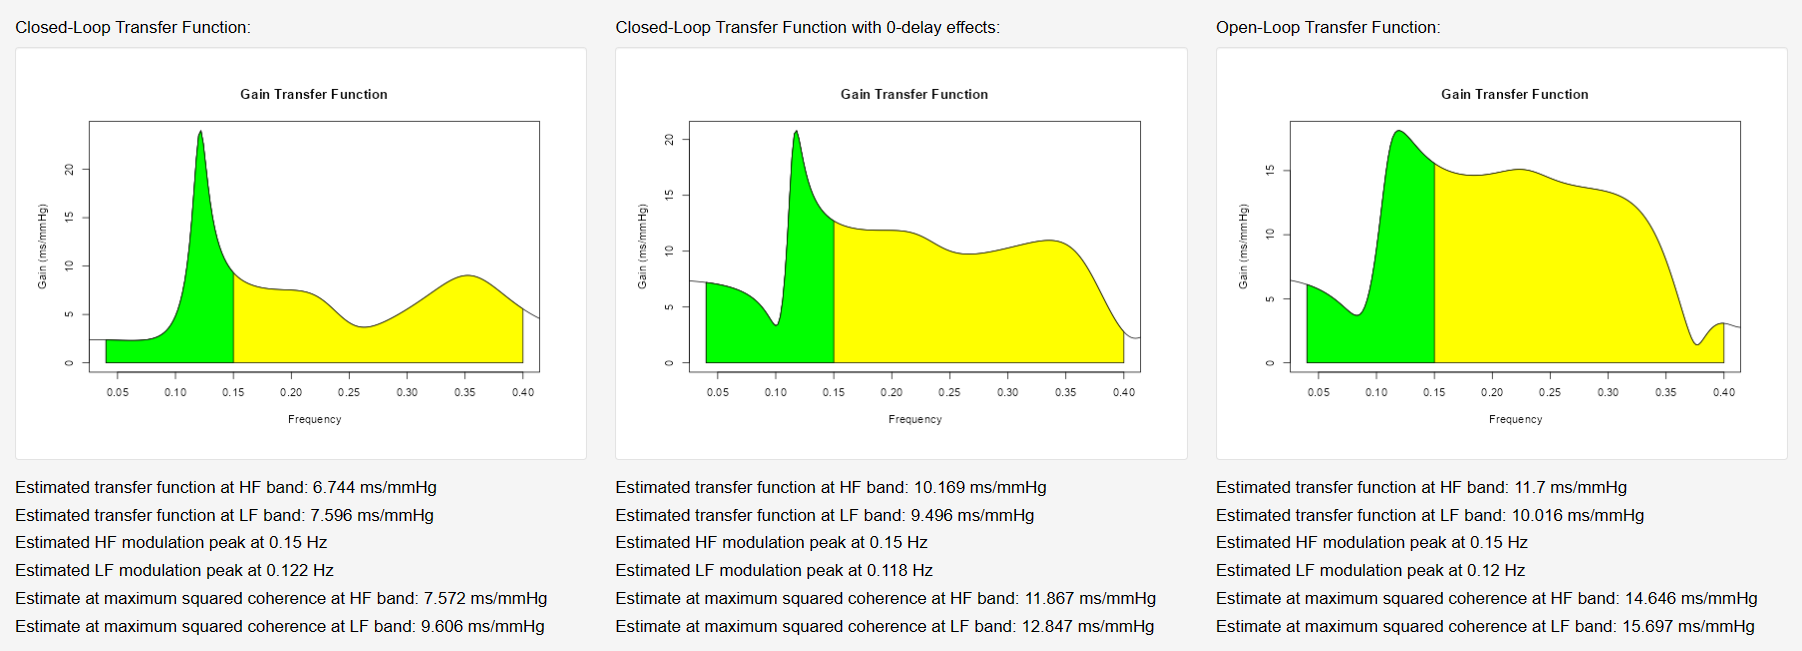 Closed-Loop Transfer Function:
Gain Transfer Function
Gain (ms/mmHg)
20
15
10
5
0
0.05 0.10 0.15 0.20 0.25 0.30 0.35 0.40
Frequency
Estimated transfer function at HF band: 6.744 ms/mmHg
Estimated transfer function at LF band: 7.596 ms/mmHg
Estimated HF modulation peak at 0.15 Hz
Estimated LF modulation peak at 0.122 Hz
Estimate at maximum squared coherence at HF band: 7.572 ms/mmHg
Estimate at maximum squared coherence at LF band: 9.606 ms/mmHg
Closed-Loop Transfer Function with 0-delay effects:
Gain Transfer Function
Gain (ms/mmHg)
20
15
10
5
0
0.05 0.10 0.15 0.20 0.25 0.30 0.35 0.40
Frequency
Estimated transfer function at HF band: 10.169 ms/mmHg
Estimated transfer function at LF band: 9.496 ms/mmHg
Estimated HF modulation peak at 0.15 Hz
Estimated LF modulation peak at 0.118 Hz
Estimate at maximum squared coherence at HF band: 11.867 ms/mmHg
Estimate at maximum squared coherence at LF band: 12.847 ms/mmHg
Open-Loop Transfer Function:
Gain Transfer Function
Gain (ms/mmHg)
15
10
5
0
0.05 0.10 0.15 0.20 0.25 0.30 0.35 0.40
Frequency
Estimated transfer function at HF band: 11.7 ms/mmHg
Estimated transfer function at LF band: 10.016 ms/mmHg
Estimated HF modulation peak at 0.15 Hz
Estimated LF modulation peak at 0.12 Hz
Estimate at maximum squared coherence at HF band: 14.646 ms/mmHg
Estimate at maximum squared coherence at LF band: 15.697 ms/mmHg